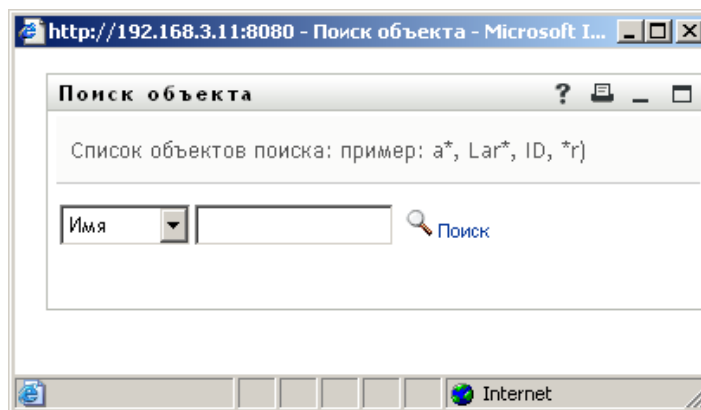 http://192.168.3.11:8080 - Поиск объекта - Microsoft I...
Поиск объекта
Список объектов поиска: пример: a*, Lar*, ID, *r)
Имя
Поиск
Internet